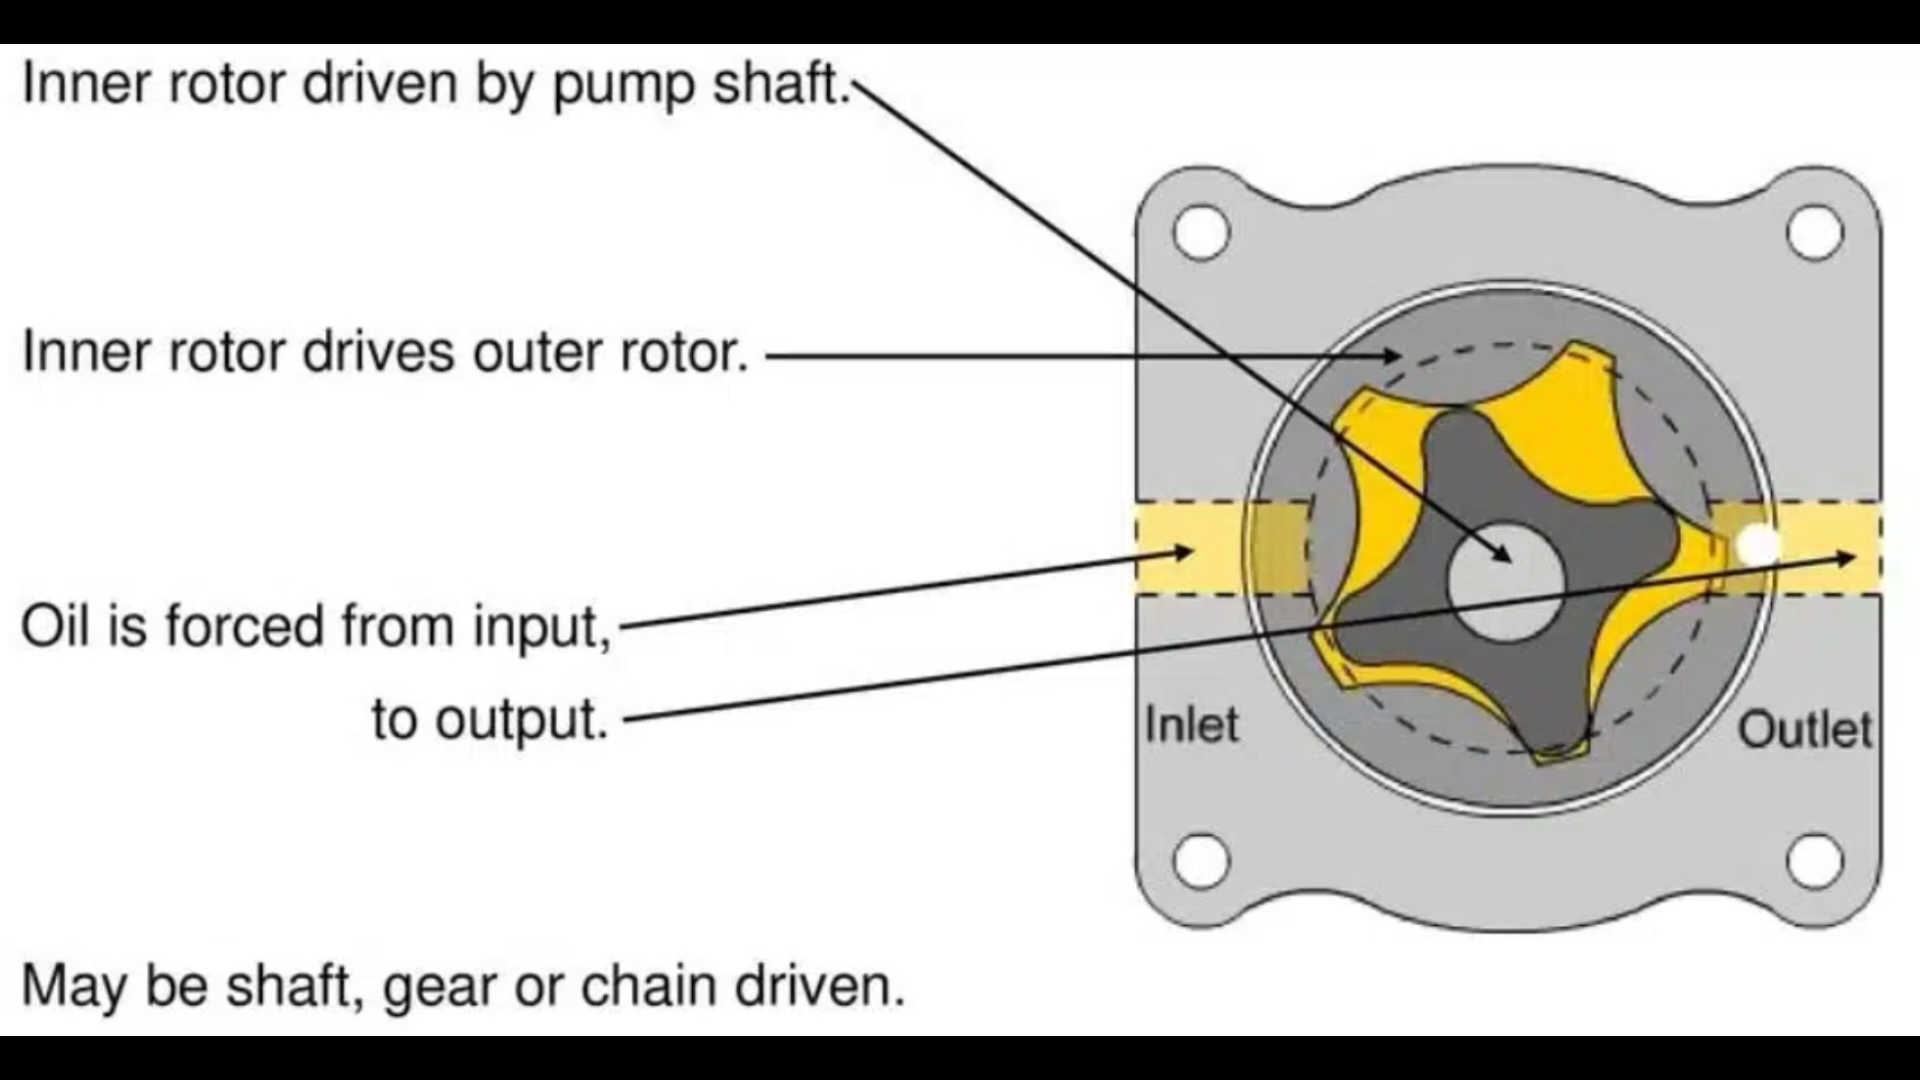 Inner rotor driven by pump shaft.
Inner rotor drives outer rotor.
Oil is forced from input,
to output.
Inlet
Outlet
May be shaft, gear or chain driven.